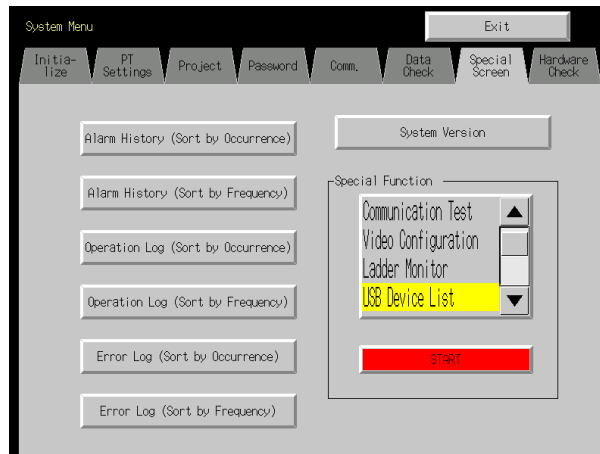 System Menu
Exit
Initia-
lize
PT
Settings
Project
Password
Comm.
Data
Check
Special
Screen
Hardware
Check
Alarm History (Sort by Occurrence)
System Version
Alarm History (Sort by Frequency)
Special Function
Communication Test
Video Configuration
Ladder Monitor
USB Device List
Operation Log (Sort by Occurrence)
Operation Log (Sort by Frequency)
START
Error Log (Sort by Occurrence)
Error Log (Sort by Frequency)